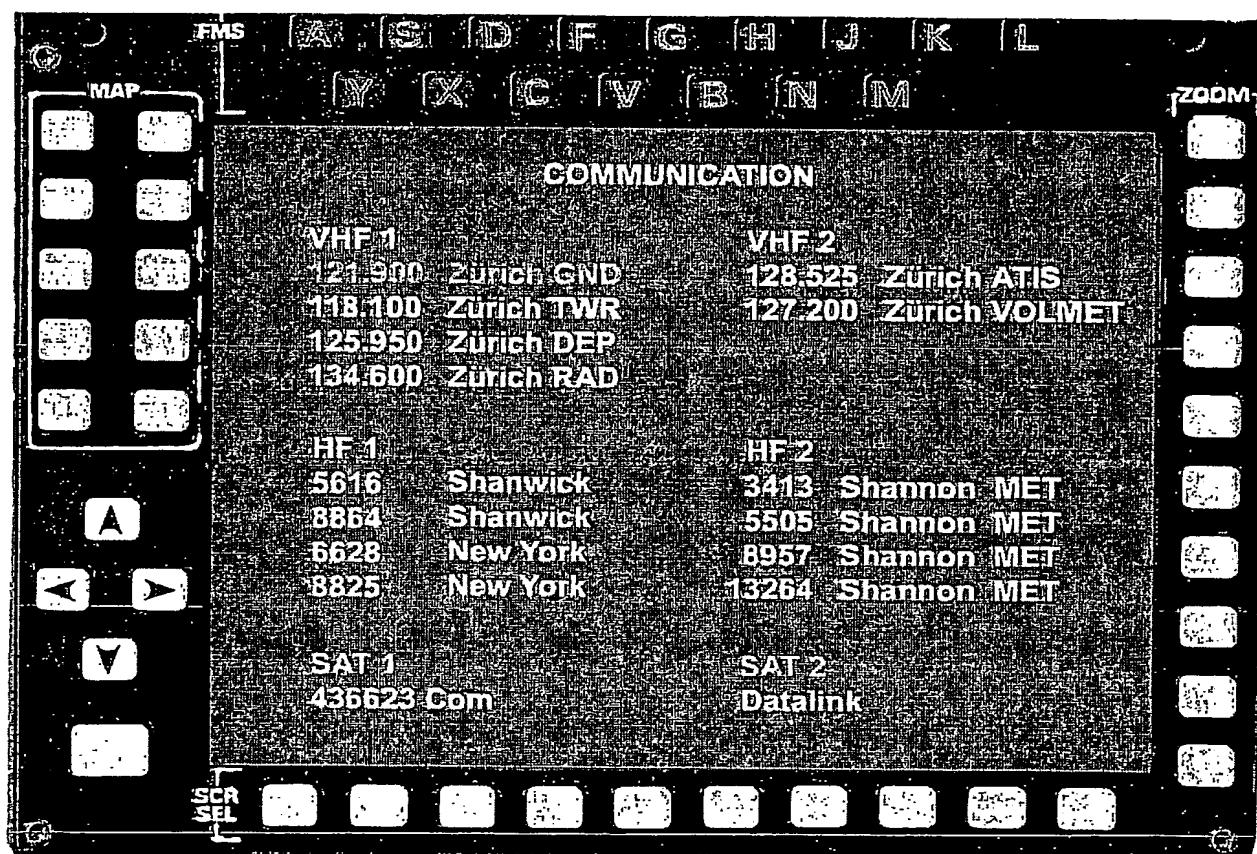 FMS A S D F G H J K L
Y X C V B N M
MAP
ZOOM
COMMUNICATION
VHF 1
121.900 Zürich GND
118.100 Zürich TWR
125.950 Zürich DEP
134.600 Zürich RAD
VHF 2
128.525 Zürich ATIS
127.200 Zürich VOLMET
HF 1
5616 Shanwick
8864 Shanwick
6628 New York
8825 New York
HF 2
3413 Shannon MET
5505 Shannon MET
8957 Shannon MET
13264 Shannon MET
SAT 1
436623 Com
SAT 2
Datalink
SCR
SEL